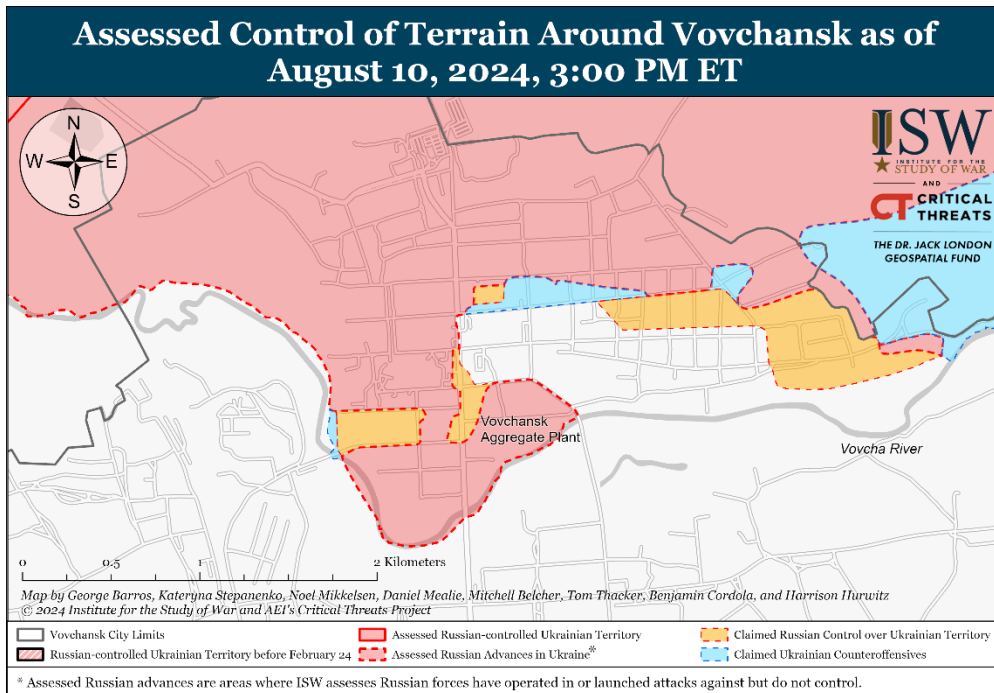 Assessed Control of Terrain Around Vovchansk as of
August 10, 2024, 3:00 PM ET
N
W E
S
ISW
INSTITUTE FOR THE
STUDY OF WAR
AND
CT CRITICAL
THREATS
THE DR. JACK LONDON
GEOSPATIAL FUND
Vovchansk
Aggregate Plant
Vovcha River
0 0.5 1 2 Kilometers
Map by George Barros, Kateryna Stepanenko, Noel Mikkelsen, Daniel Mealie, Mitchell Belcher, Tom Thacker, Benjamin Cordola, and Harrison Hurwitz
© 2024 Institute for the Study of War and AEI's Critical Threats Project
Vovchansk City Limits
Assessed Russian-controlled Ukrainian Territory
Claimed Russian Control over Ukrainian Territory
Russian-controlled Ukrainian Territory before February 24
Assessed Russian Advances in Ukraine*
Claimed Ukrainian Counteroffensives
* Assessed Russian advances are areas where ISW assesses Russian forces have operated in or launched attacks against but do not control.